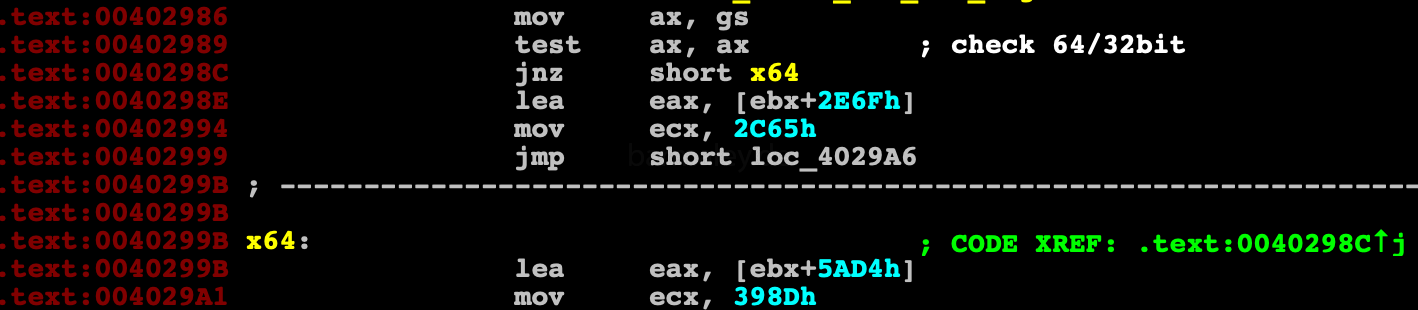 .text:00402986 mov ax, gs
.text:00402989 test ax, ax ; check 64/32bit
.text:0040298C jnz short x64
.text:0040298E lea eax, [ebx+2E6Fh]
.text:00402994 mov ecx, 2C65h
.text:00402999 jmp short loc_4029A6
.text:0040299B ; ---------------------------------------------------------------------------
.text:0040299B
.text:0040299B x64: ; CODE XREF: .text:0040298C↑j
.text:0040299B lea eax, [ebx+5AD4h]
.text:004029A1 mov ecx, 398Dh